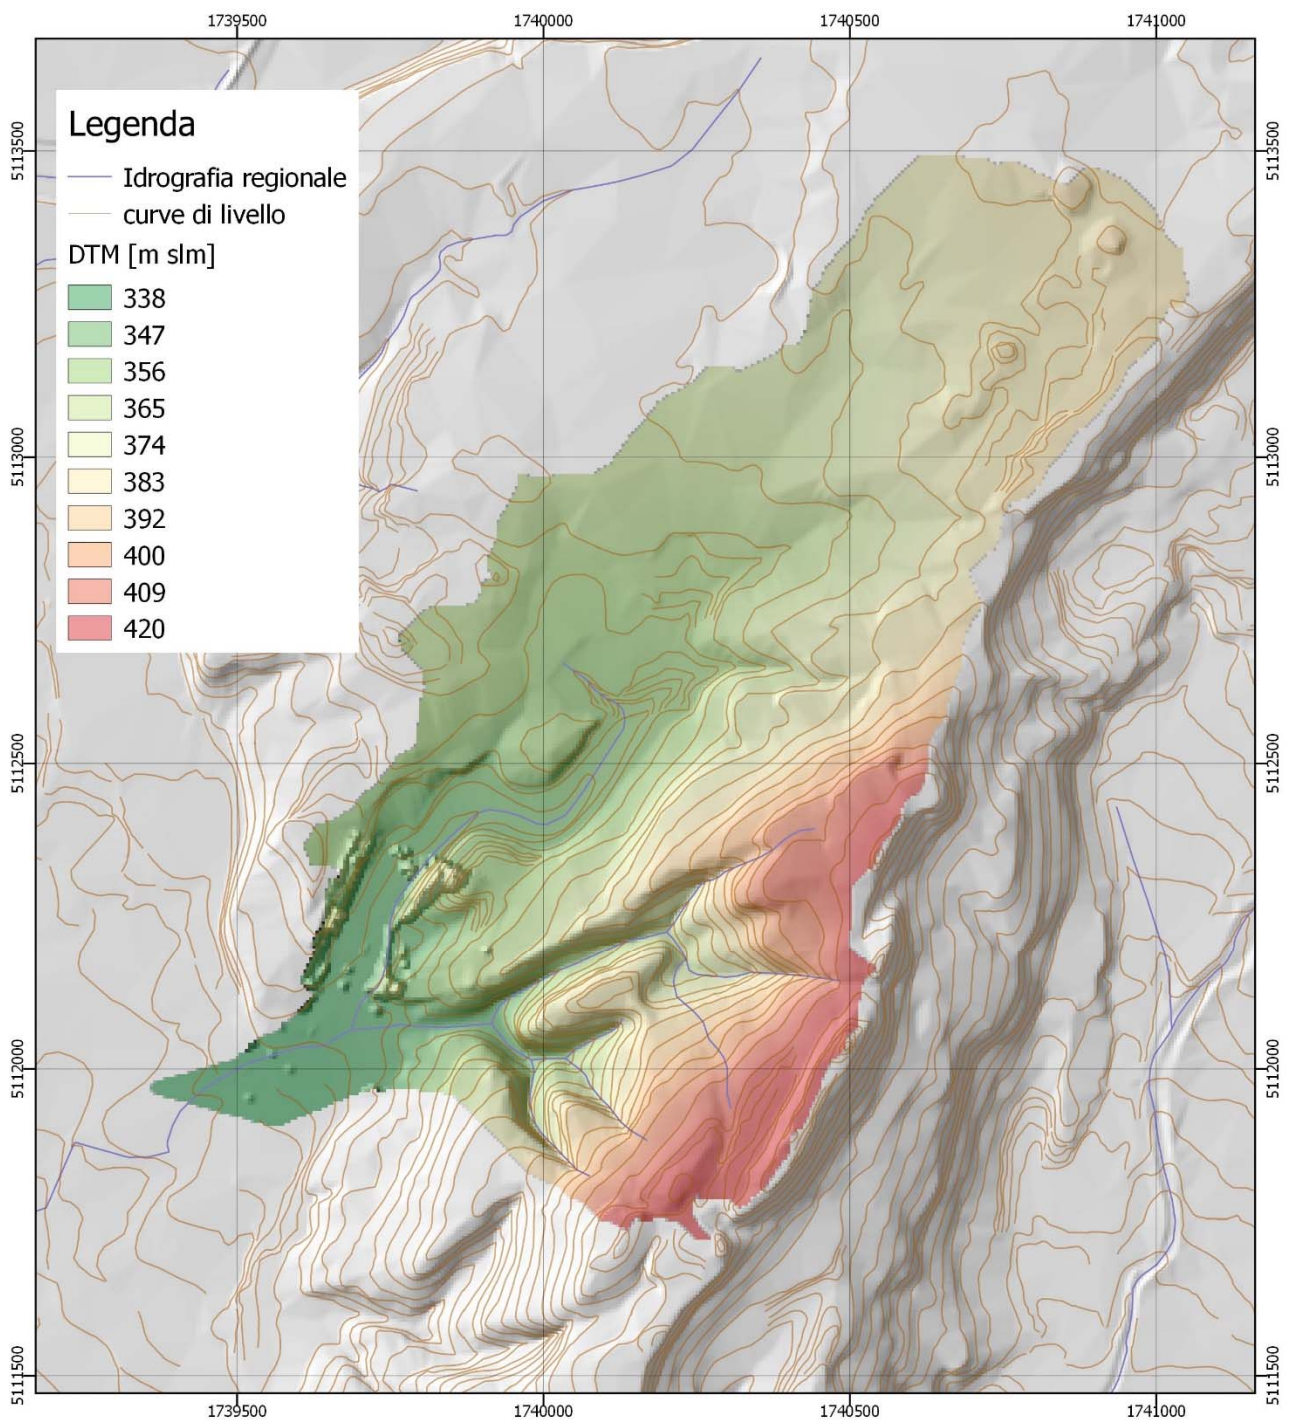 1739500 1740000 1740500 1741000
5113500 5113500
Legenda
Idrografia regionale
curve di livello
DTM [m slm]
338
347
356
365
374
383
392
400
409
420
5113000 5113000
5112500 5112500
5112000 5112000
5111500 5111500
1739500 1740000 1740500 1741000